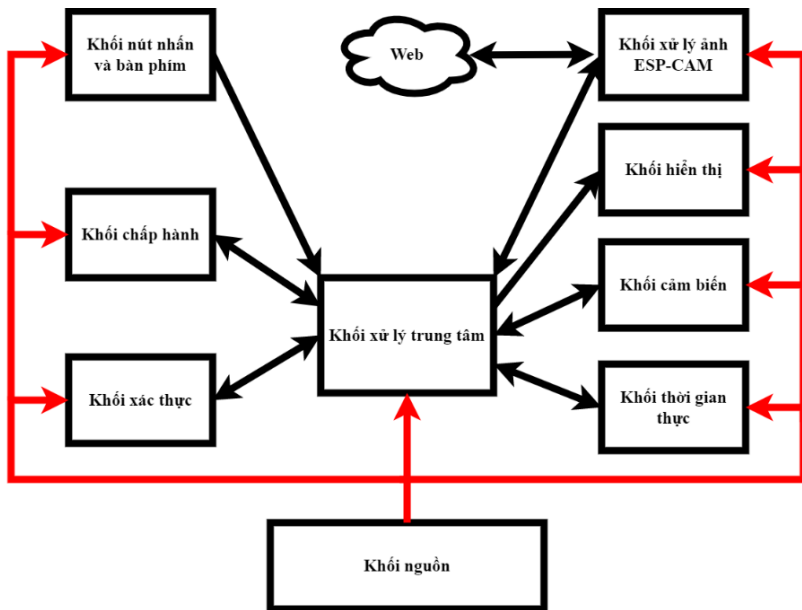 Khối nút nhấn
và bàn phím
Web
Khối xử lý ảnh
ESP-CAM
Khối hiển thị
Khối chấp hành
Khối cảm biến
Khối xử lý trung tâm
Khối xác thực
Khối thời gian
thực
Khối nguồn